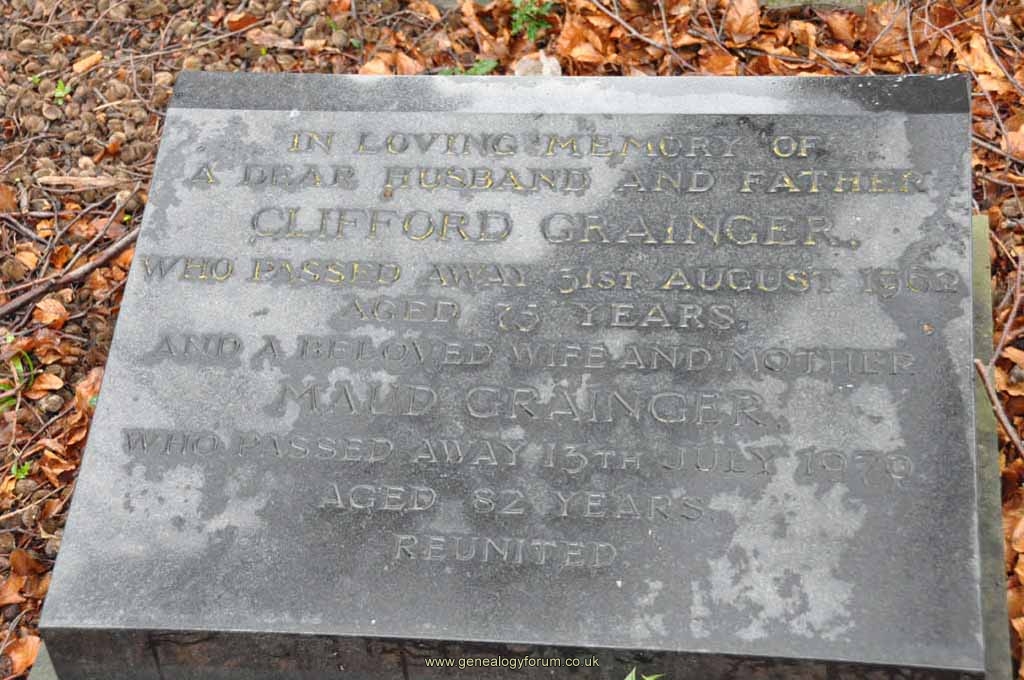 IN LOVING MEMORY OF
A DEAR HUSBAND AND FATHER
CLIFFORD GRAINGER.
WHO PASSED AWAY 31ST AUGUST 1962
AGED 75 YEARS.
AND A BELOVED WIFE AND MOTHER
MAUD GRAINGER.
WHO PASSED AWAY 13TH JULY 1979
AGED 82 YEARS.
REUNITED.
www.genealogyforum.co.uk